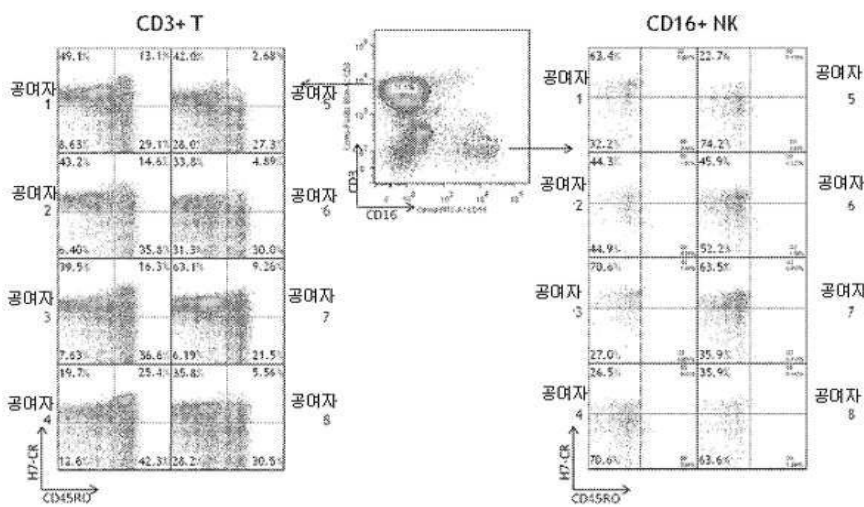 CD3+ T
CD16+ NK
49.1% 13.1% 42.0% 2.68%
공여자 1
8.63% 29.1% 28.0% 27.3%
공여자 5
43.2% 14.6% 33.8% 4.89%
공여자 2
6.40% 35.8% 31.3% 30.0%
공여자 6
39.5% 16.3% 63.1% 9.26%
공여자 3
7.63% 36.6% 6.19% 21.5%
공여자 7
19.7% 25.4% 35.8% 5.56%
공여자 4
12.6% 42.3% 28.2% 30.5%
공여자 8
H7-CR
CD45RO
CD3
CD16
63.4% 22.7%
공여자 1
32.2% 74.2%
공여자 5
44.3% 45.9%
공여자 2
44.9% 52.2%
공여자 6
70.6% 63.5%
공여자 3
27.0% 35.9%
공여자 7
26.5% 35.9%
공여자 4
70.6% 63.6%
공여자 8
H7-CR
CD45RO